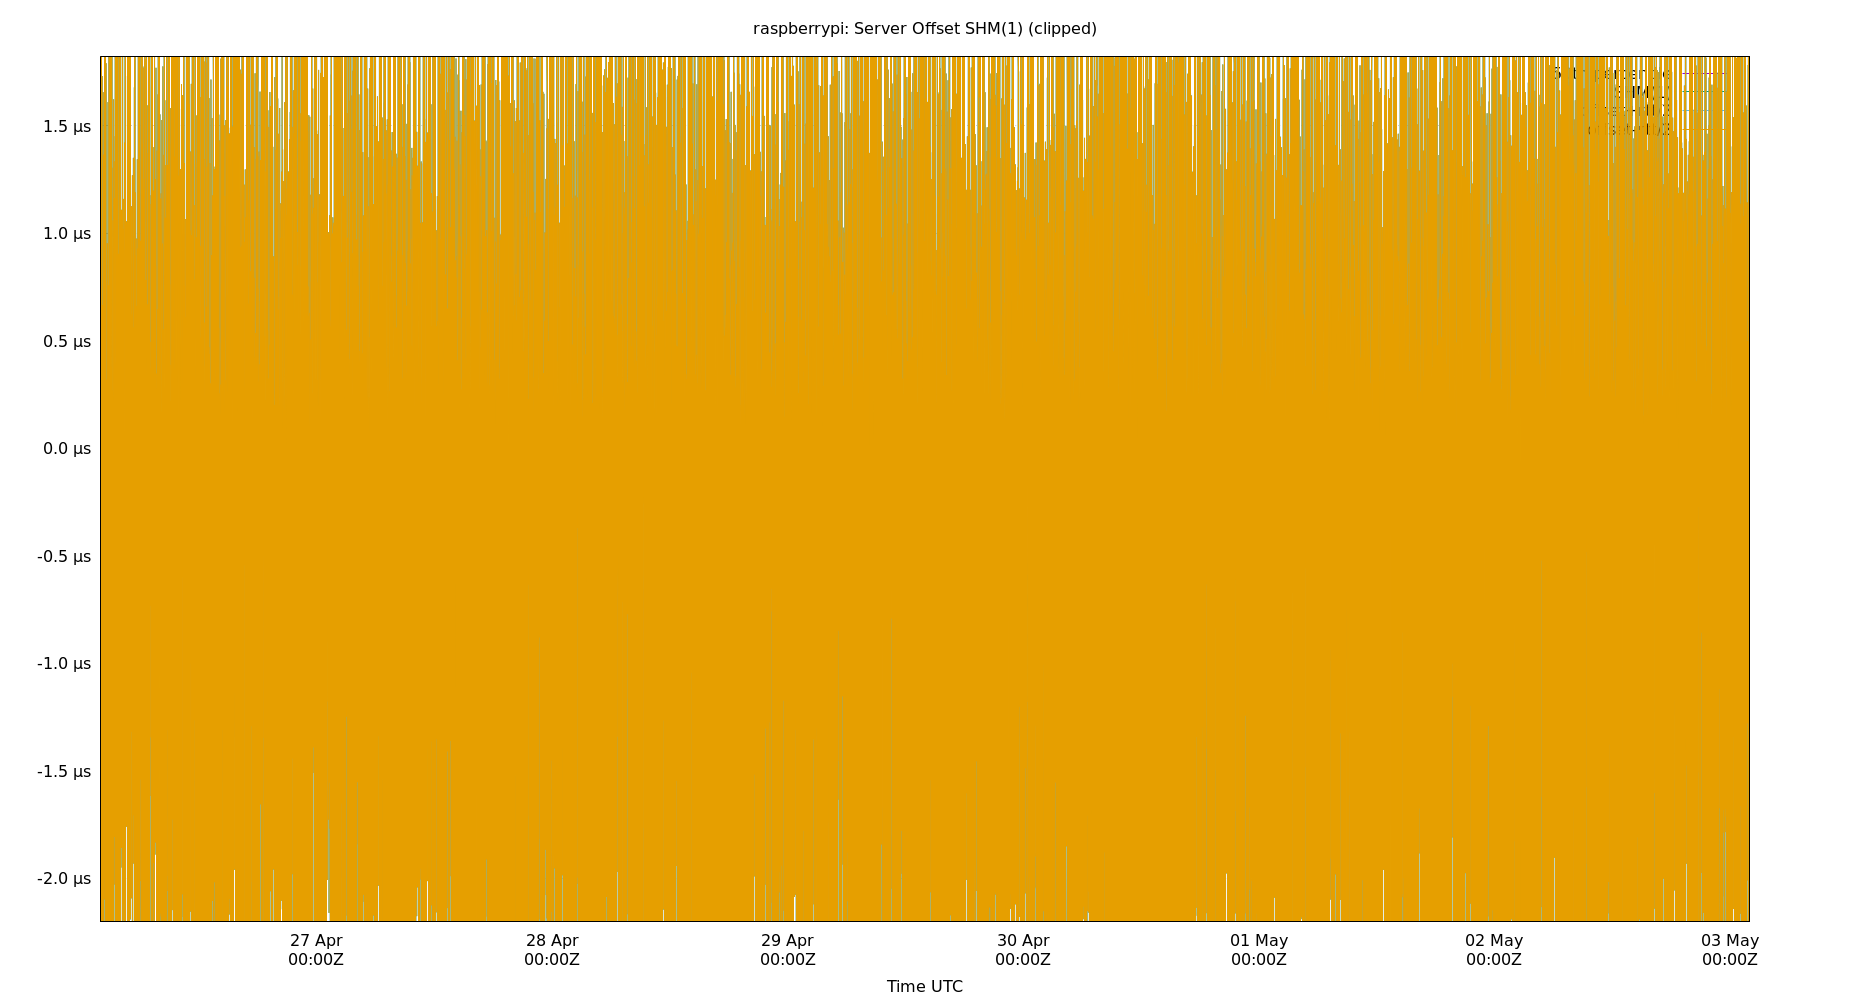 raspberrypi: Server Offset SHM(1) (clipped)
1.5 µs
1.0 µs
0.5 µs
0.0 µs
-0.5 µs
-1.0 µs
-1.5 µs
-2.0 µs
27 Apr 28 Apr 29 Apr 30 Apr 01 May 02 May 03 May
00:00Z 00:00Z 00:00Z 00:00Z 00:00Z 00:00Z 00:00Z
Time UTC